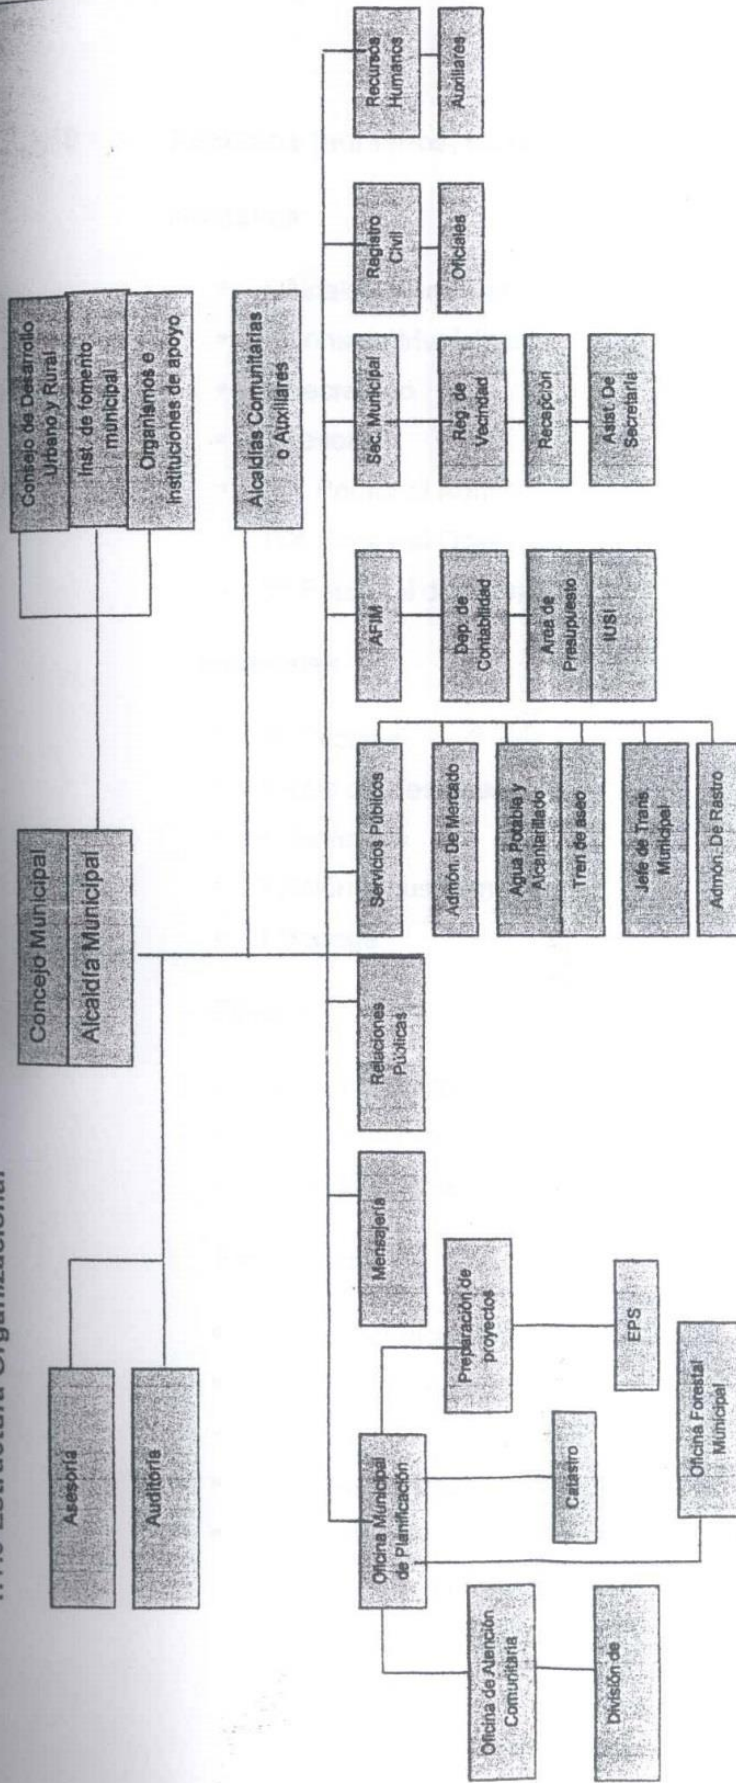 Estructura Organizacional
Concejo Municipal
Alcaldía Municipal
Consejo de Desarrollo
Urbano y Rural
Inst. de fomento
municipal
Organismos e
Instituciones de apoyo
Asesoría
Auditoría
Alcaldías Comunitarias
o Auxiliares
Oficina Municipal
de Planificación
Mensajería
Relaciones
Públicas
Servicios Públicos
AFIM
Sec. Municipal
Registro
Civil
Recursos
Humanos
Oficina de Atención
Comunitaria
División de
Catastro
Preparación de
proyectos
EPS
Oficina Forestal
Municipal
Admón. De Mercado
Agua Potable y
Alcantarillado
Tren de aseo
Jefe de Trans.
Municipal
Admón. De Rastro
Dep. de
Contabilidad
Area de
Presupuesto
IUSI
Reg. de
Vecindad
Recepción
Asist. De
Secretaria
Oficiales
Auxiliares